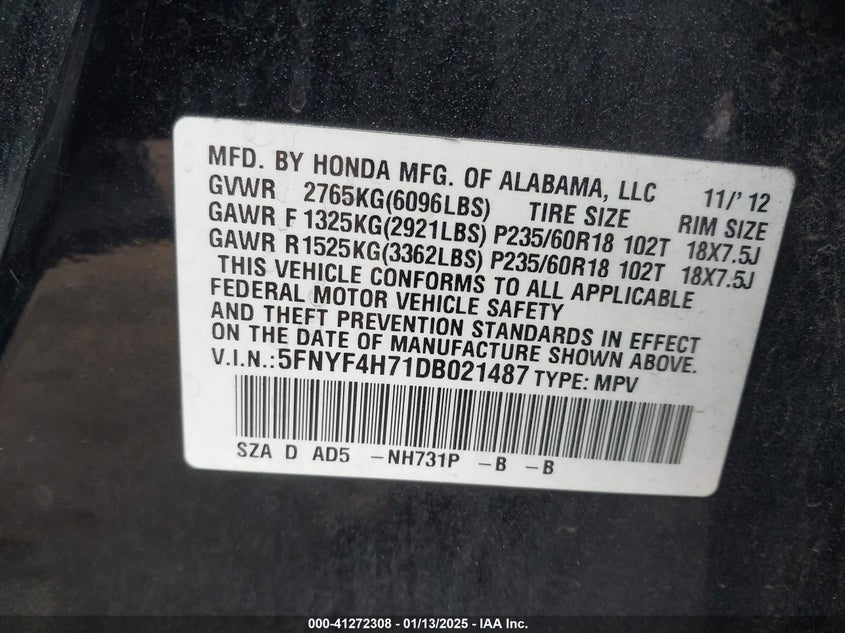 MFD. BY HONDA MFG. OF ALABAMA, LLC 11/'12
GVWR 2765KG(6096LBS) TIRE SIZE RIM SIZE
GAWR F 1325KG(2921LBS) P235/60R18 102T 18X7.5J
GAWR R1525KG(3362LBS) P235/60R18 102T 18X7.5J
THIS VEHICLE CONFORMS TO ALL APPLICABLE
FEDERAL MOTOR VEHICLE SAFETY
AND THEFT PREVENTION STANDARDS IN EFFECT
ON THE DATE OF MANUFACTURE SHOWN ABOVE.
V.I.N.:5FNYF4H71DB021487 TYPE: MPV
SZA D AD5 -NH731P -B -B
000-41272308 - 01/13/2025 - IAA Inc.